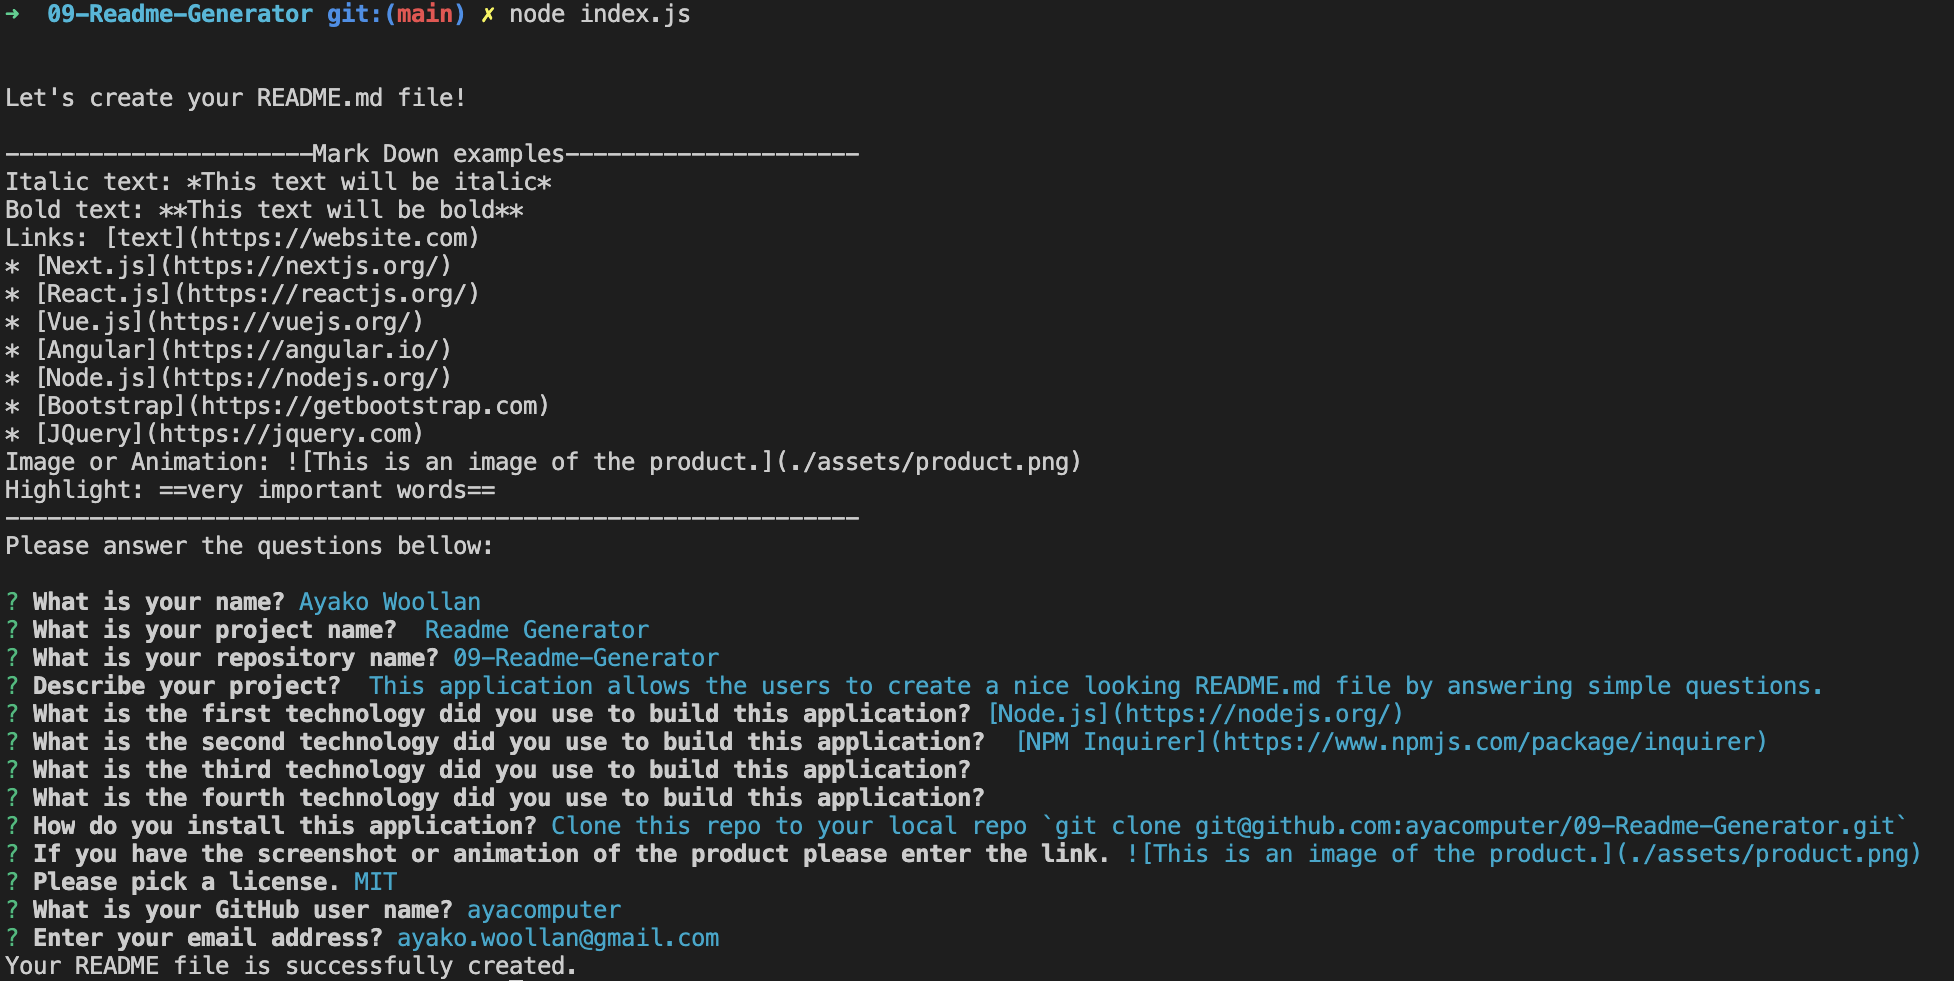 ➜  09-Readme-Generator git:(main) ✗ node index.js
Let's create your README.md file!
----------------------Mark Down examples---------------------
Italic text: *This text will be italic*
Bold text: **This text will be bold**
Links: [text](https://website.com)
* [Next.js](https://nextjs.org/)
* [React.js](https://reactjs.org/)
* [Vue.js](https://vuejs.org/)
* [Angular](https://angular.io/)
* [Node.js](https://nodejs.org/)
* [Bootstrap](https://getbootstrap.com)
* [JQuery](https://jquery.com)
Image or Animation: ![This is an image of the product.](./assets/product.png)
Highlight: ==very important words==
-------------------------------------------------------------
Please answer the questions bellow:
? What is your name? Ayako Woollan
? What is your project name?  Readme Generator
? What is your repository name? 09-Readme-Generator
? Describe your project?  This application allows the users to create a nice looking README.md file by answering simple questions.
? What is the first technology did you use to build this application? [Node.js](https://nodejs.org/)
? What is the second technology did you use to build this application?  [NPM Inquirer](https://www.npmjs.com/package/inquirer)
? What is the third technology did you use to build this application?
? What is the fourth technology did you use to build this application?
? How do you install this application? Clone this repo to your local repo `git clone git@github.com:ayacomputer/09-Readme-Generator.git`
? If you have the screenshot or animation of the product please enter the link. ![This is an image of the product.](./assets/product.png)
? Please pick a license. MIT
? What is your GitHub user name? ayacomputer
? Enter your email address? ayako.woollan@gmail.com
Your README file is successfully created.